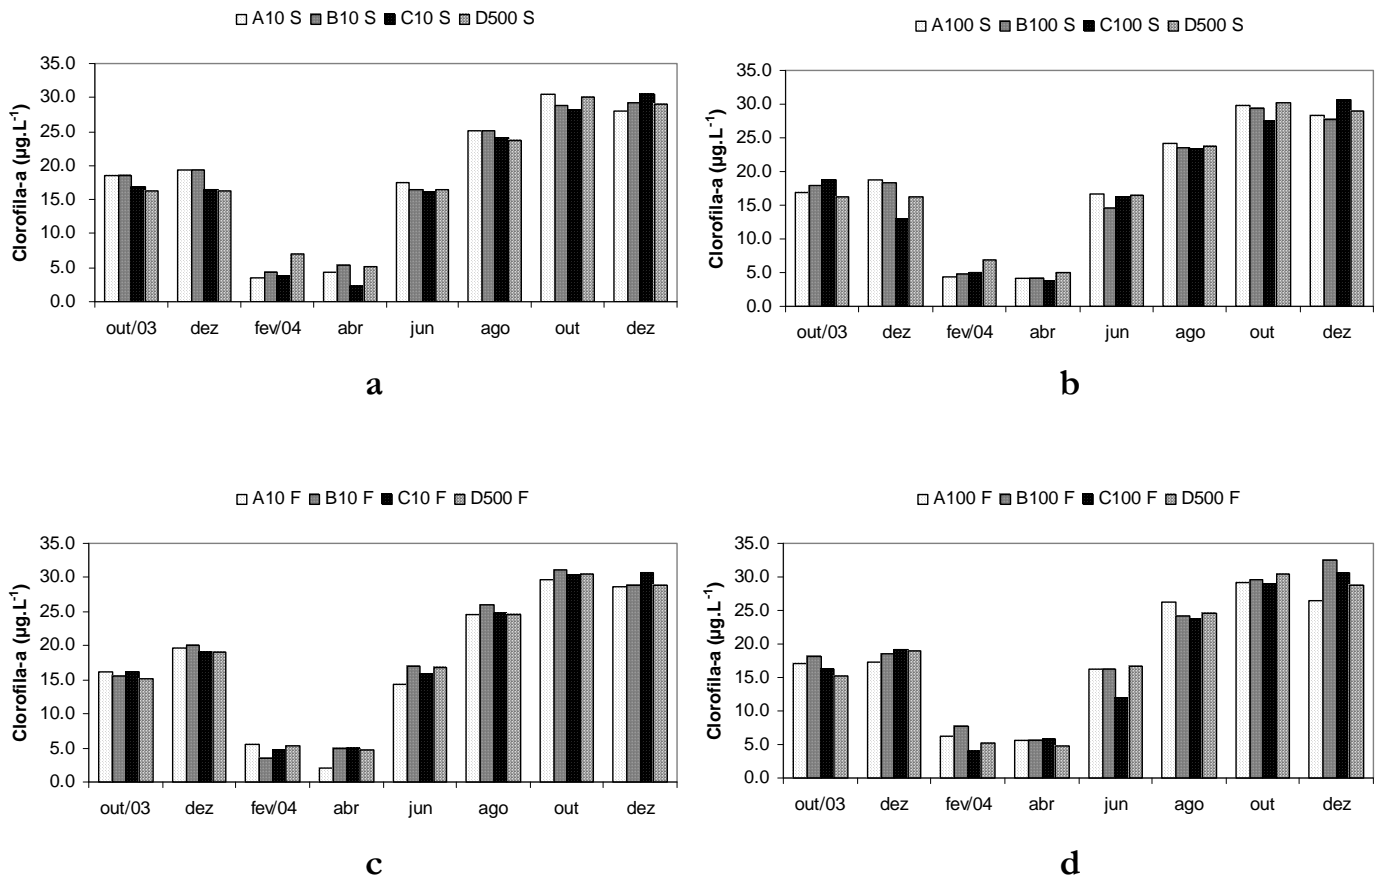 A10 S B10 S C10 S D500 S
35.0
30.0
25.0
20.0
15.0
10.0
5.0
0.0
Clorofila-a (µg.L⁻¹)
out/03 dez fev/04 abr jun ago out dez
a
A100 S B100 S C100 S D500 S
35.0
30.0
25.0
20.0
15.0
10.0
5.0
0.0
Clorofila-a (µg.L⁻¹)
out/03 dez fev/04 abr jun ago out dez
b
A10 F B10 F C10 F D500 F
35.0
30.0
25.0
20.0
15.0
10.0
5.0
0.0
Clorofila-a (µg.L⁻¹)
out/03 dez fev/04 abr jun ago out dez
c
A100 F B100 F C100 F D500 F
35.0
30.0
25.0
20.0
15.0
10.0
5.0
0.0
Clorofila-a (µg.L⁻¹)
out/03 dez fev/04 abr jun ago out dez
d